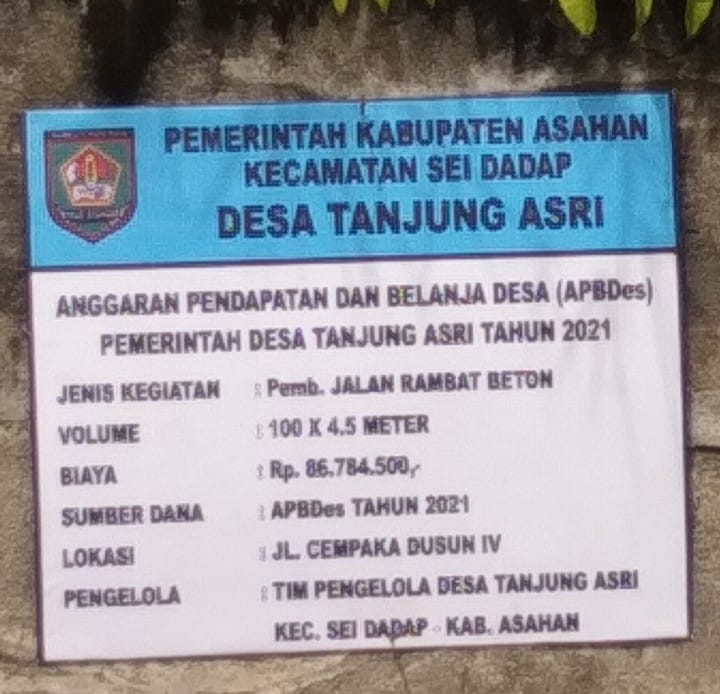 PEMERINTAH KABUPATEN ASAHAN
KECAMATAN SEI DADAP
DESA TANJUNG ASRI
ANGGARAN PENDAPATAN DAN BELANJA DESA (APBDes)
PEMERINTAH DESA TANJUNG ASRI TAHUN 2021
JENIS KEGIATAN : Pemb. JALAN RAMBAT BETON
VOLUME : 100 X 4.5 METER
BIAYA : Rp. 86.784.500,-
SUMBER DANA : APBDes TAHUN 2021
LOKASI : JL. CEMPAKA DUSUN IV
PENGELOLA : TIM PENGELOLA DESA TANJUNG ASRI
KEC. SEI DADAP - KAB. ASAHAN